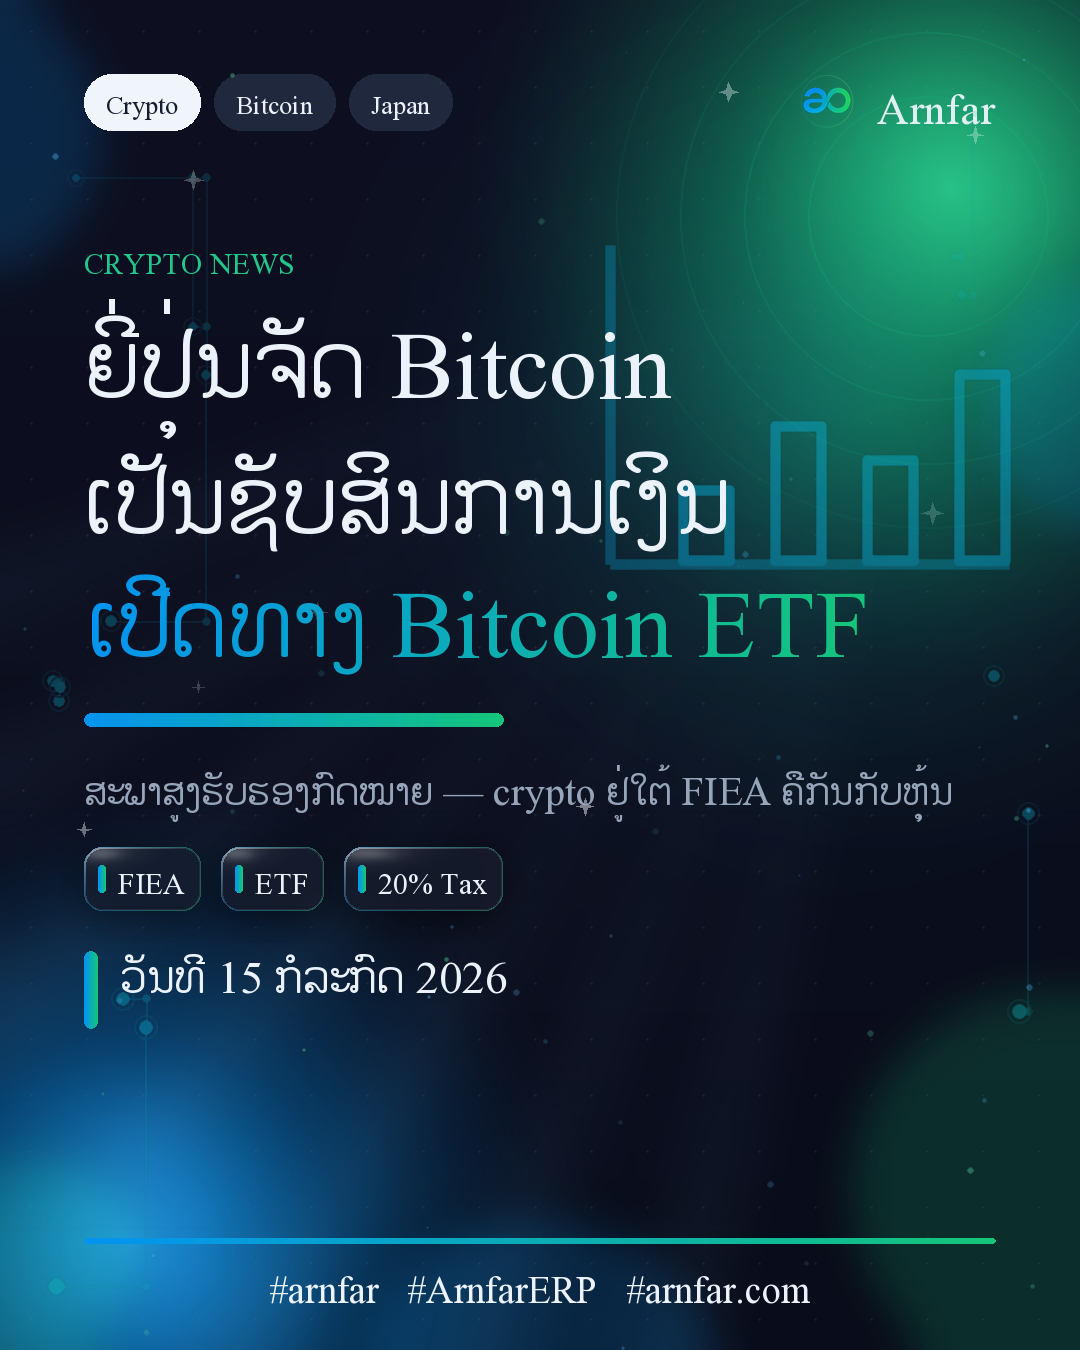 Crypto Bitcoin Japan
Arnfar
CRYPTO NEWS
ຍີ່ປຸ່ນຈັດ Bitcoin
ເປັ່ນຊັບສິນການເງິນ
ເປີດທາງ Bitcoin ETF
ສະພາສູງຮັບຮອງກົດໝາຍ — crypto ຢູ່ໃຕ້ FIEA ຄືກັນກັບຫຸ້ນ
FIEA ETF 20% Tax
ວັນທີ 15 ກໍລະກົດ 2026
#arnfar #ArnfarERP #arnfar.com